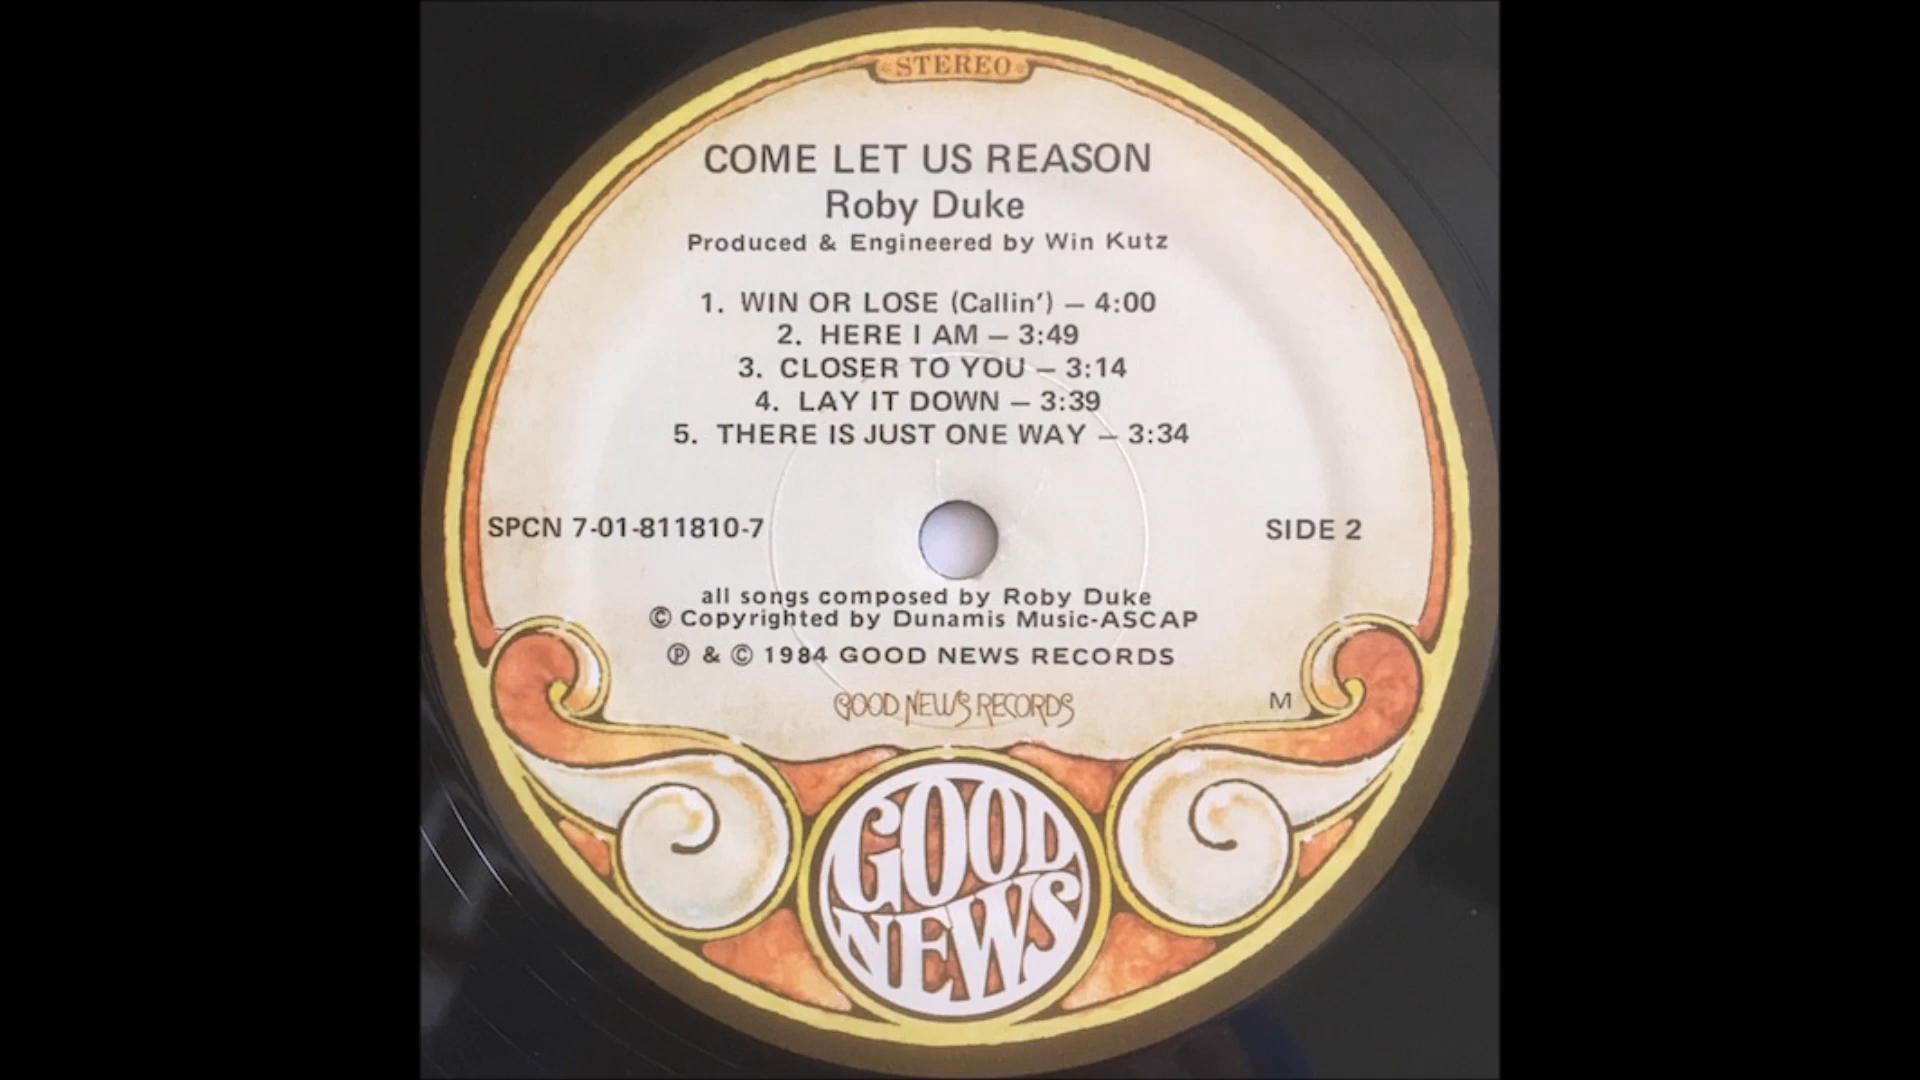 STEREO
COME LET US REASON
Roby Duke
Produced & Engineered by Win Kutz
1. WIN OR LOSE (Callin') — 4:00
2. HERE I AM — 3:49
3. CLOSER TO YOU — 3:14
4. LAY IT DOWN — 3:39
5. THERE IS JUST ONE WAY — 3:34
SPCN 7-01-811810-7 SIDE 2
all songs composed by Roby Duke
© Copyrighted by Dunamis Music-ASCAP
℗ & © 1984 GOOD NEWS RECORDS
GOOD NEWS RECORDS M
GOOD
NEWS